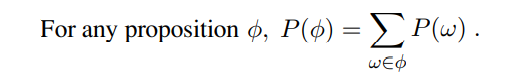 For any proposition ϕ, P(ϕ) = ∑ P(ω) .
ω∈ϕ